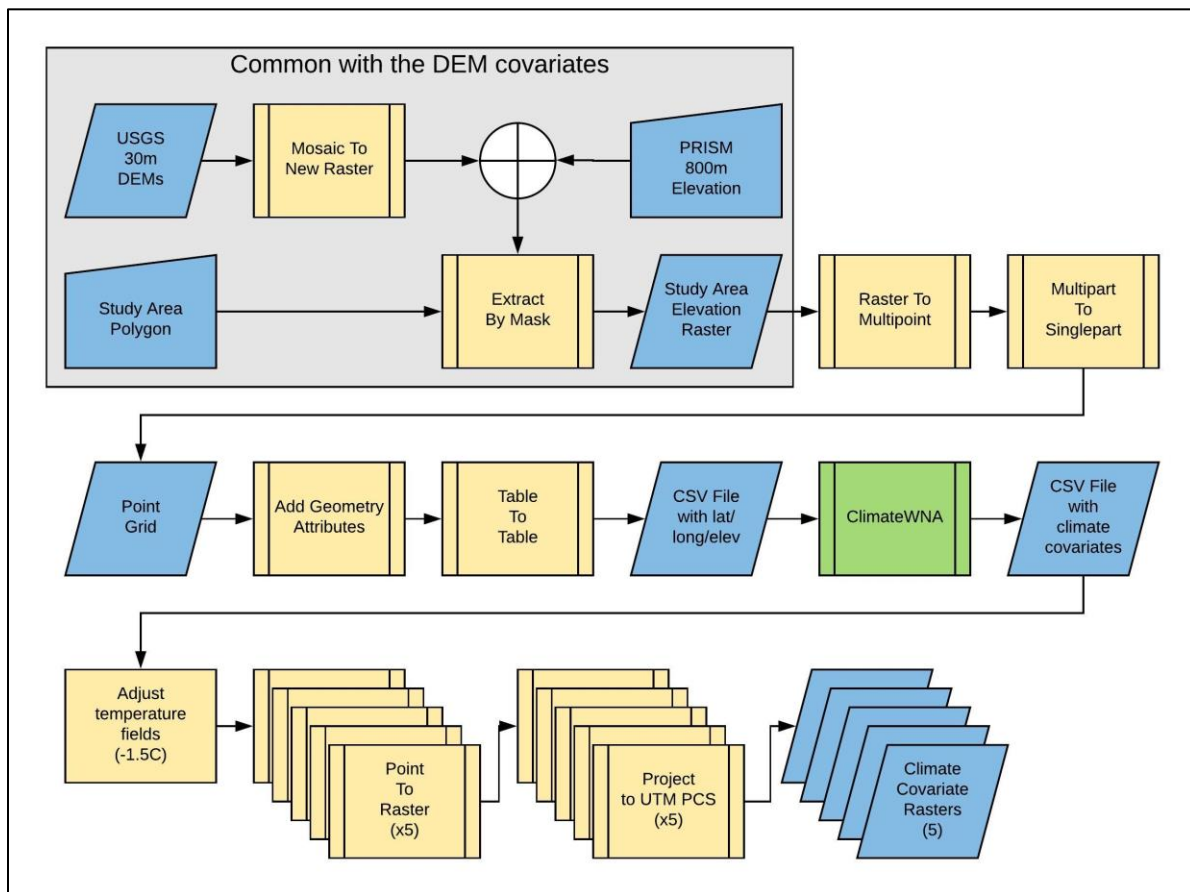 Common with the DEM covariates
USGS
30m
DEMs
Mosaic To
New Raster
PRISM
800m
Elevation
Study Area
Polygon
Extract
By Mask
Study Area
Elevation
Raster
Raster To
Multipoint
Multipart
To
Singlepart
Point
Grid
Add Geometry
Attributes
Table
To
Table
CSV File
with lat/
long/elev
ClimateWNA
CSV File
with
climate
covariates
Adjust
temperature
fields
(-1.5C)
Point
To
Raster
(x5)
Project
to UTM PCS
(x5)
Climate
Covariate
Rasters
(5)